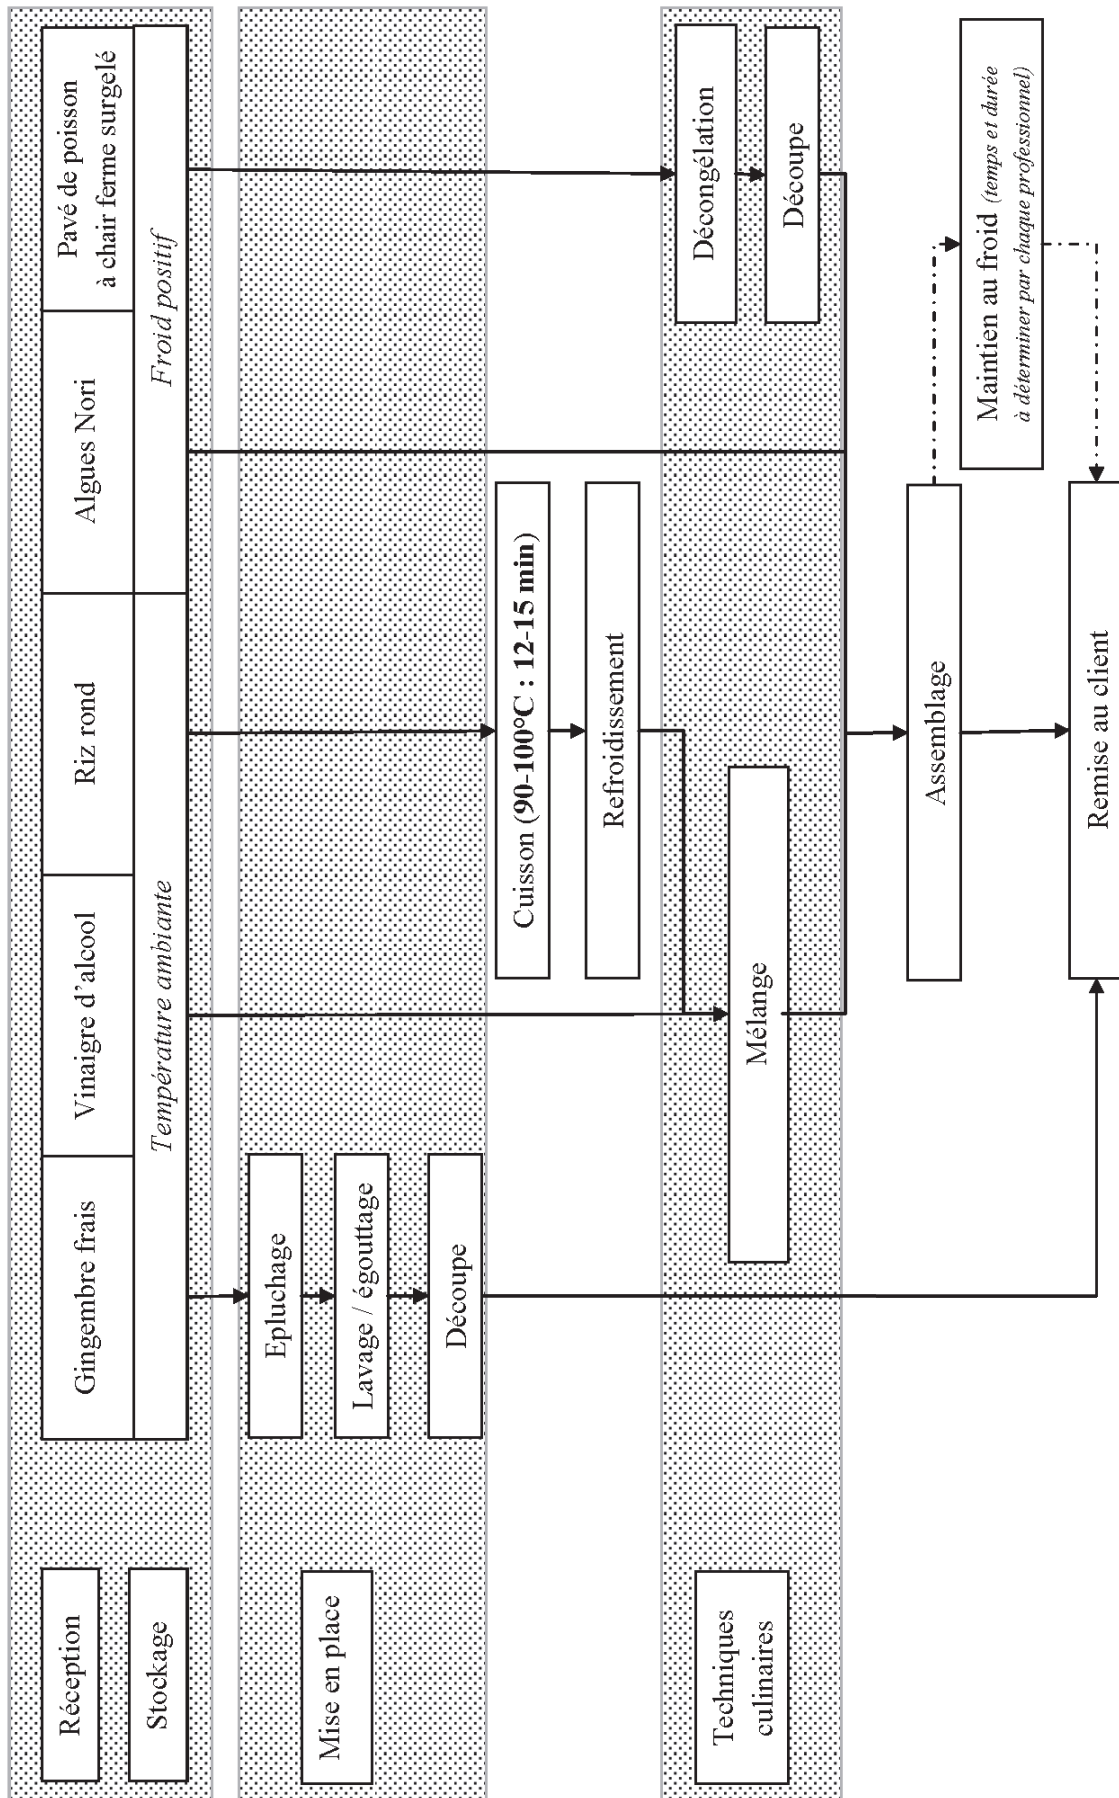 Réception
Gingembre frais
Vinaigre d’alcool
Riz rond
Algues Nori
Pavé de poisson
à chair ferme surgelé
Stockage
Température ambiante
Froid positif
Mise en place
Epluchage
Lavage / égouttage
Découpe
Cuisson (90-100°C : 12-15 min)
Refroidissement
Techniques
culinaires
Décongélation
Mélange
Découpe
Assemblage
Maintien au froid (temps et durée
à déterminer par chaque professionnel)
Remise au client